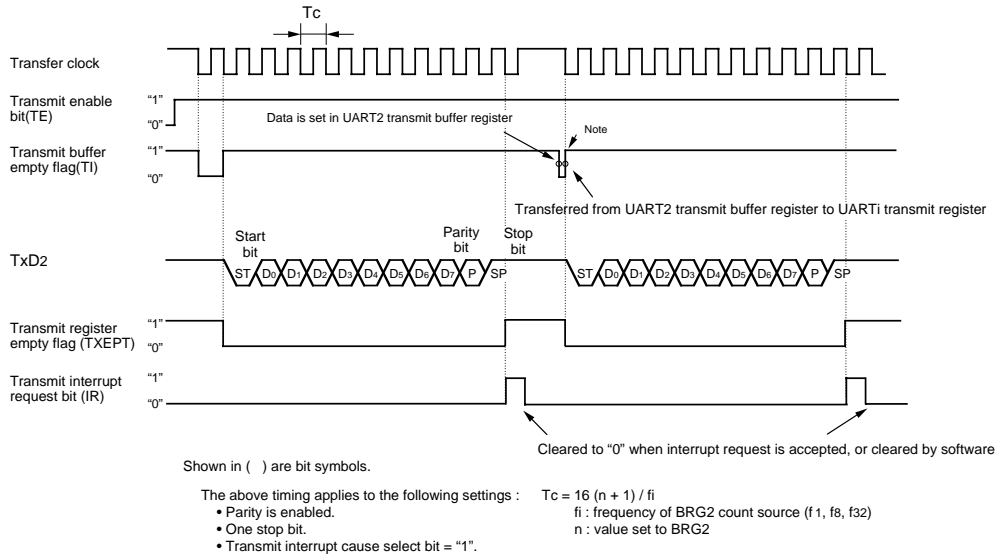 Tc
Transfer clock
Transmit enable
bit(TE)
“1”
“0”
Data is set in UART2 transmit buffer register
Note
Transmit buffer
empty flag(TI)
“1”
“0”
Transferred from UART2 transmit buffer register to UARTi transmit register
Start
bit
Parity
bit
Stop
bit
TxD2
ST D0 D1 D2 D3 D4 D5 D6 D7 P SP
ST D0 D1 D2 D3 D4 D5 D6 D7 P SP
Transmit register
empty flag (TXEPT)
“1”
“0”
Transmit interrupt
request bit (IR)
“1”
“0”
Cleared to “0” when interrupt request is accepted, or cleared by software
Shown in ( ) are bit symbols.
The above timing applies to the following settings :
• Parity is enabled.
• One stop bit.
• Transmit interrupt cause select bit = “1”.
Tc = 16 (n + 1) / fi
fi : frequency of BRG2 count source (f1, f8, f32)
n : value set to BRG2